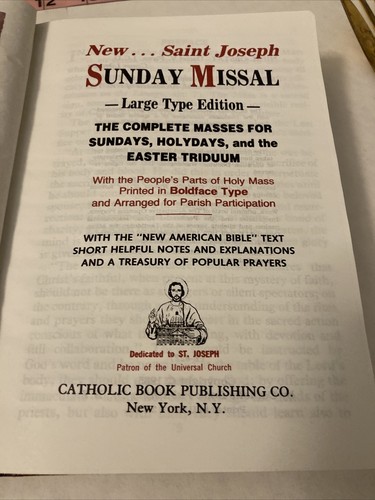 New . . . Saint Joseph
SUNDAY MISSAL
— Large Type Edition —
THE COMPLETE MASSES FOR
SUNDAYS, HOLYDAYS, and the
EASTER TRIDUUM
With the People's Parts of Holy Mass
Printed in Boldface Type
and Arranged for Parish Participation
WITH THE "NEW AMERICAN BIBLE" TEXT
SHORT HELPFUL NOTES AND EXPLANATIONS
AND A TREASURY OF POPULAR PRAYERS
Dedicated to ST. JOSEPH
Patron of the Universal Church
CATHOLIC BOOK PUBLISHING CO.
New York, N.Y.